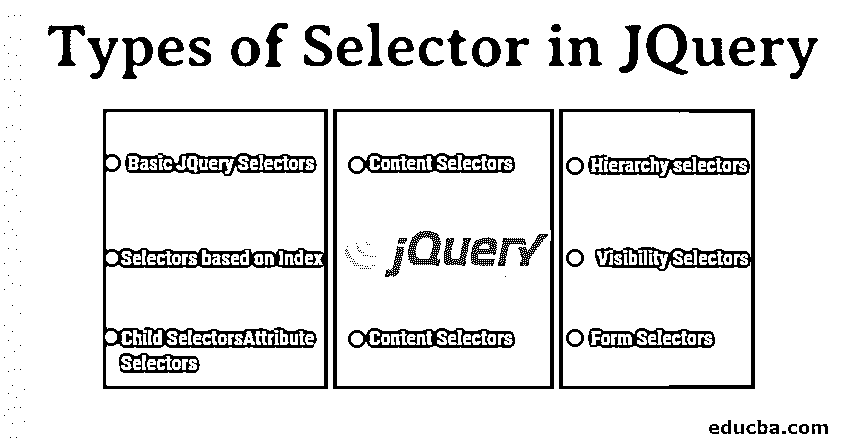 Types of Selector in JQuery
Basic JQuery Selectors
Selectors based on Index
Child SelectorsAttribute
Selectors
Content Selectors
jQuery
Content Selectors
Hierarchy selectors
Visibility Selectors
Form Selectors
educba.com